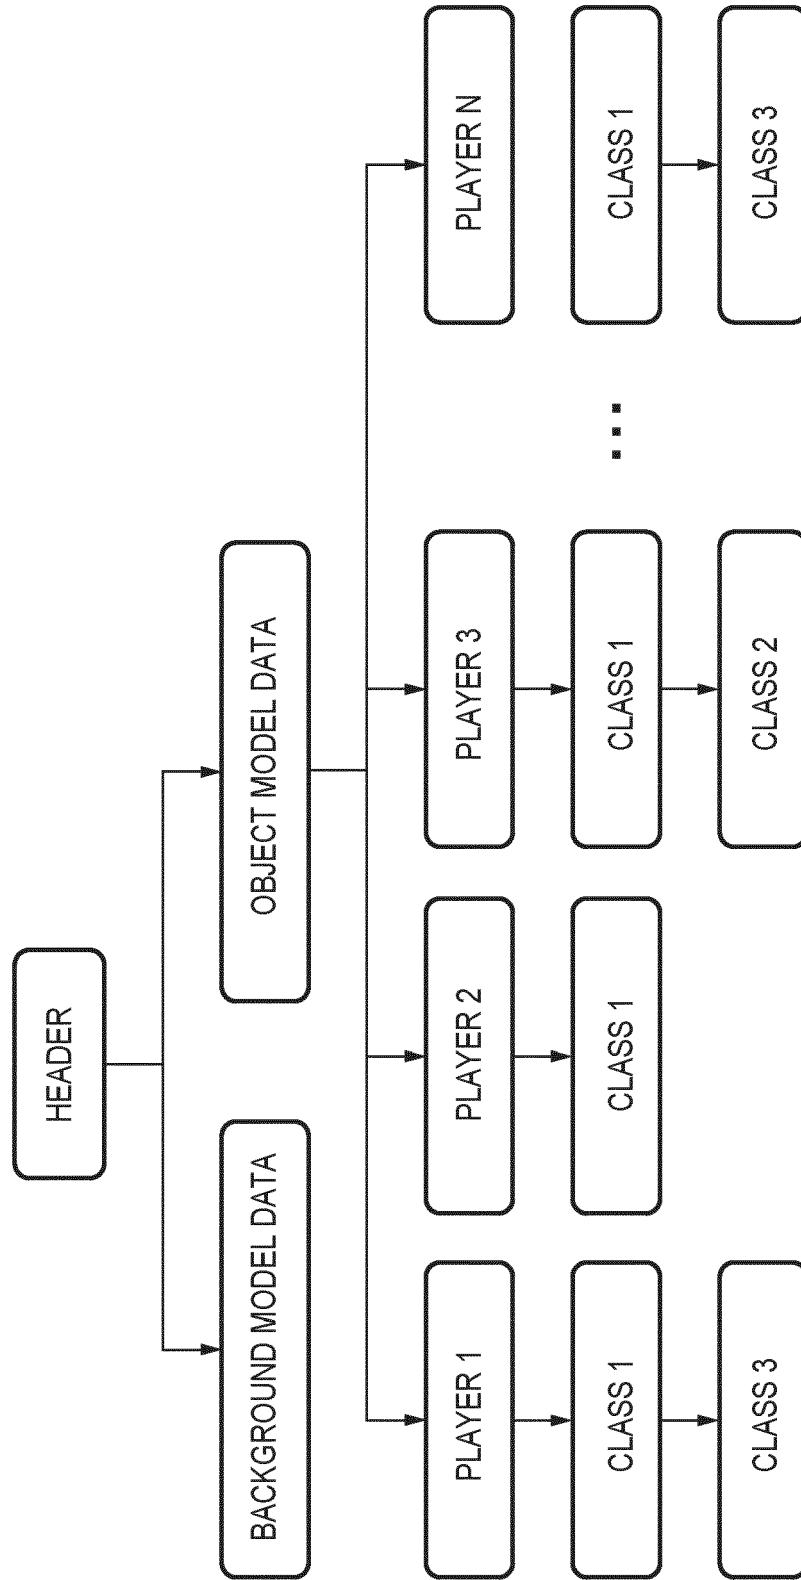 HEADER
BACKGROUND MODEL DATA
OBJECT MODEL DATA
PLAYER 1
PLAYER 2
PLAYER 3
PLAYER N
CLASS 1
CLASS 1
CLASS 1
...
CLASS 1
CLASS 3
CLASS 2
CLASS 3